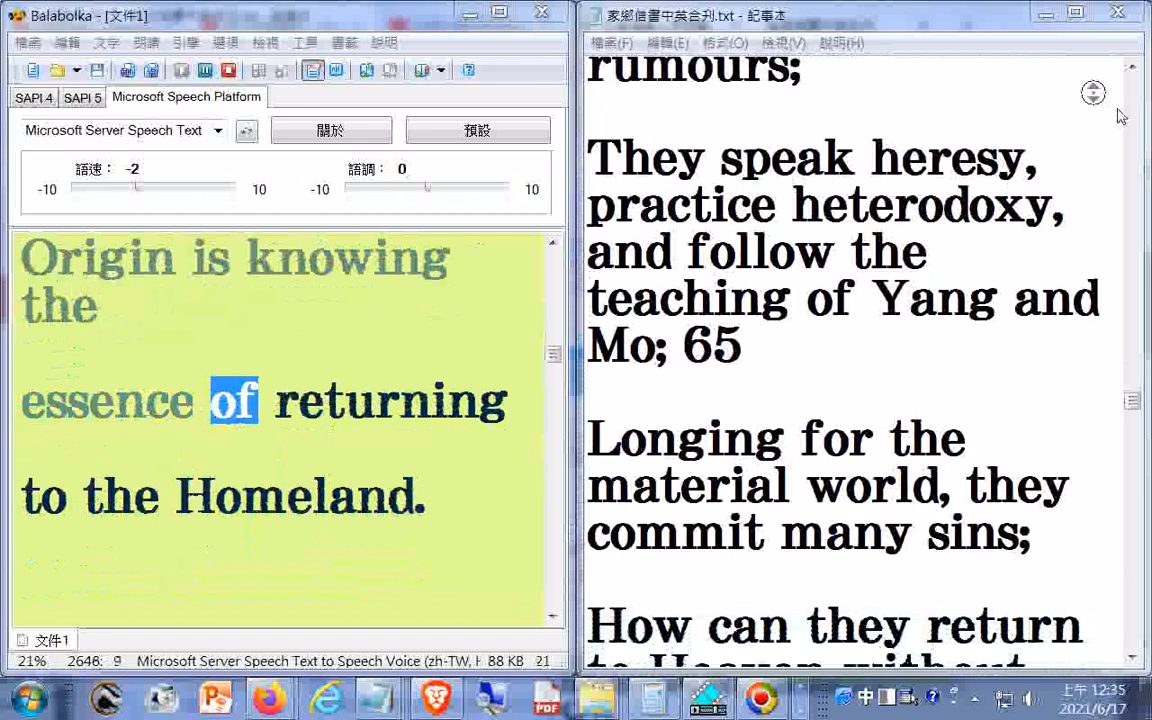 Balabolka - [文件1]
檔案 編輯 文字 朗讀 引擎 選項 檢視 工具 書籤 說明
SAPI 4 SAPI 5 Microsoft Speech Platform
Microsoft Server Speech Text
關於
預設
語速： -2
語調： 0
-10 10 -10 10
Origin is knowing
the
essence of returning
to the Homeland.
文件1
21% 2646: 9 Microsoft Server Speech Text to Speech Voice (zh-TW, H 88 KB 21
家鄉信書中英合刋.txt - 記事本
檔案(F) 編輯(E) 格式(O) 檢視(V) 說明(H)
rumours;
They speak heresy,
practice heterodoxy,
and follow the
teaching of Yang and
Mo; 65
Longing for the
material world, they
commit many sins;
How can they return
to Heaven without
中
上午 12:35
2021/6/17